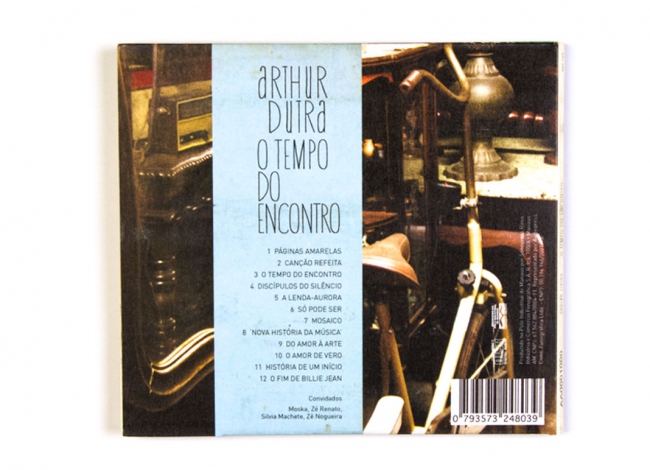 ARTHUR
DUTRA
O TEMPO
DO
ENCONTRO
1 PÁGINAS AMARELAS
2 CANÇÃO REFEITA
3 O TEMPO DO ENCONTRO
4 DISCÍPULOS DO SILÊNCIO
5 A LENDA-AURORA
6 SÓ PODE SER
7 MOSAICO
8 'NOVA HISTÓRIA DA MÚSICA'
9 DO AMOR À ARTE
10 O AMOR DE VERO
11 HISTÓRIA DE UM INÍCIO
12 O FIM DE BILLIE JEAN
Convidados
Moska, Zé Renato,
Silvia Machete, Zé Nogueira
0 793573 248039